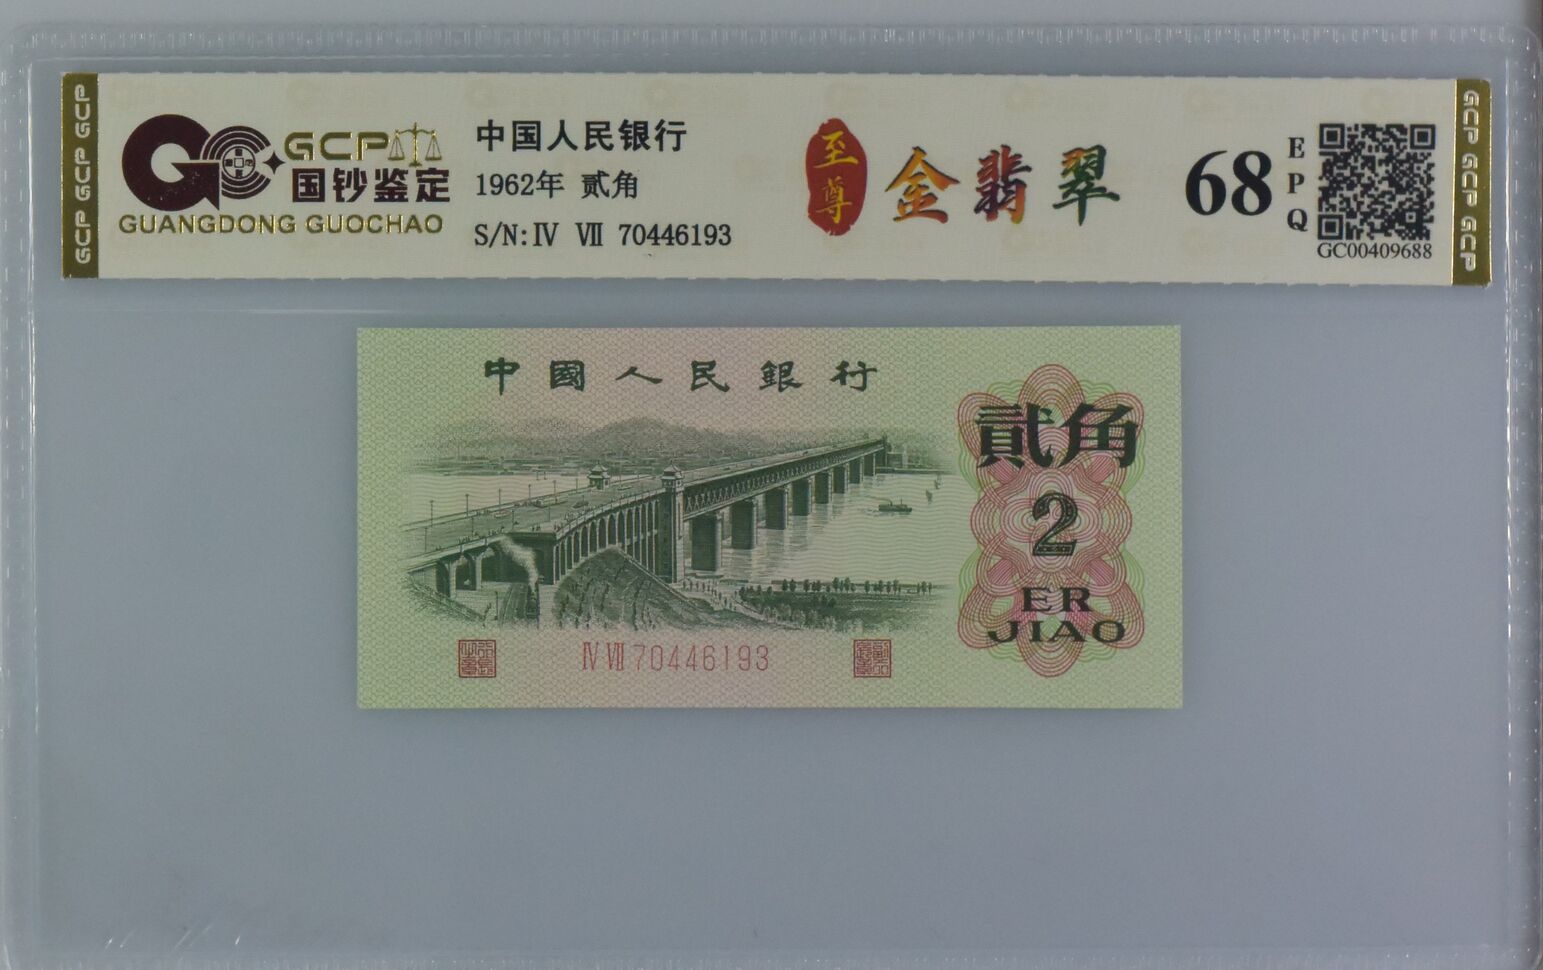 GCP GCP GCP
GCP
国钞鉴定
GUANGDONG GUOCHAO
中国人民银行
1962年 贰角
S/N: IV VII 70446193
至尊
金翡翠
68
EPQ
GC00409688
GCP GCP GCP
中國人民銀行
貳角
2
ER
JIAO
IV VII 70446193